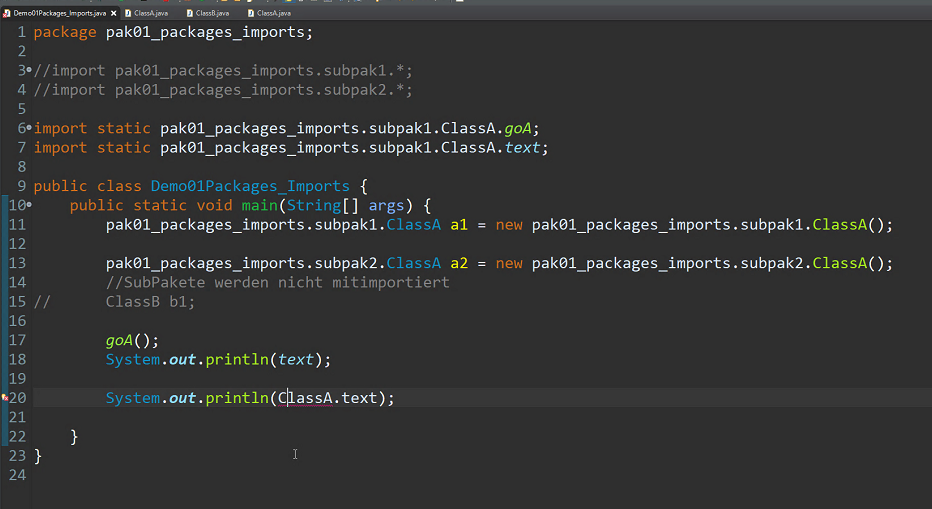 Demo01Packages_Imports.java ClassA.java ClassB.java ClassA.java
1 package pak01_packages_imports;
2
3 //import pak01_packages_imports.subpak1.*;
4 //import pak01_packages_imports.subpak2.*;
5
6 import static pak01_packages_imports.subpak1.ClassA.goA;
7 import static pak01_packages_imports.subpak1.ClassA.text;
8
9 public class Demo01Packages_Imports {
10     public static void main(String[] args) {
11         pak01_packages_imports.subpak1.ClassA a1 = new pak01_packages_imports.subpak1.ClassA();
12
13         pak01_packages_imports.subpak2.ClassA a2 = new pak01_packages_imports.subpak2.ClassA();
14         //SubPakete werden nicht mitimportiert
15 //      ClassB b1;
16
17         goA();
18         System.out.println(text);
19
20         System.out.println(ClassA.text);
21
22     }
23 }
24